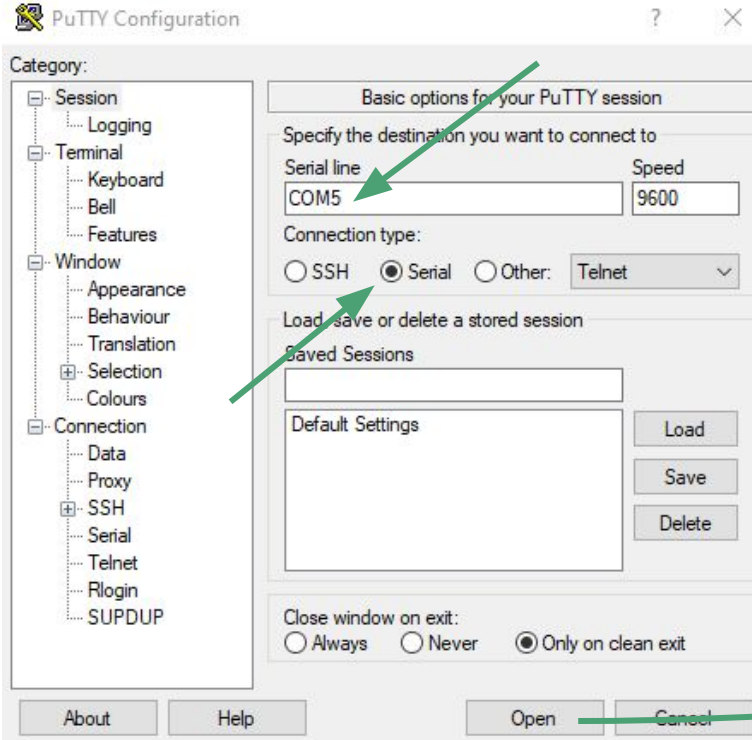 PuTTY Configuration
?
Category:
Session
Logging
Terminal
Keyboard
Bell
Features
Window
Appearance
Behaviour
Translation
Selection
Colours
Connection
Data
Proxy
SSH
Serial
Telnet
Rlogin
SUPDUP
Basic options for your PuTTY session
Specify the destination you want to connect to
Serial line Speed
COM5 9600
Connection type:
SSH Serial Other: Telnet
Load, save or delete a stored session
Saved Sessions
Default Settings
Load
Save
Delete
Close window on exit:
Always Never Only on clean exit
About Help Open Cancel